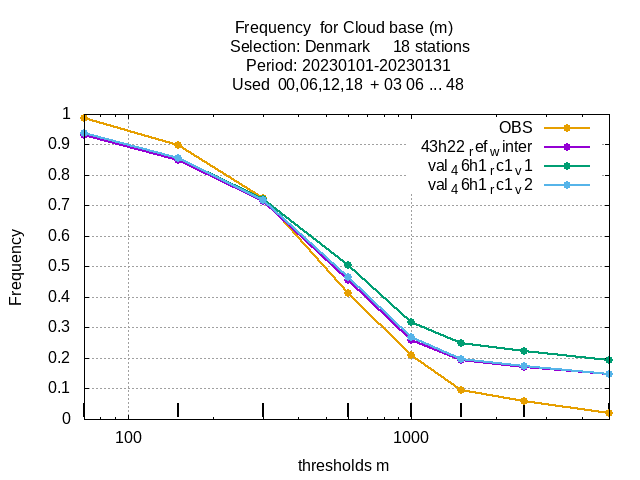 Frequency  for Cloud base (m)
Selection: Denmark     18 stations
Period: 20230101-20230131
Used  00,06,12,18  + 03 06 ... 48
OBS
43h22_ref_winter
val_46h1_rc1_v1
val_46h1_rc1_v2
1
0.9
0.8
0.7
0.6
0.5
0.4
0.3
0.2
0.1
0
Frequency
100 1000
thresholds m